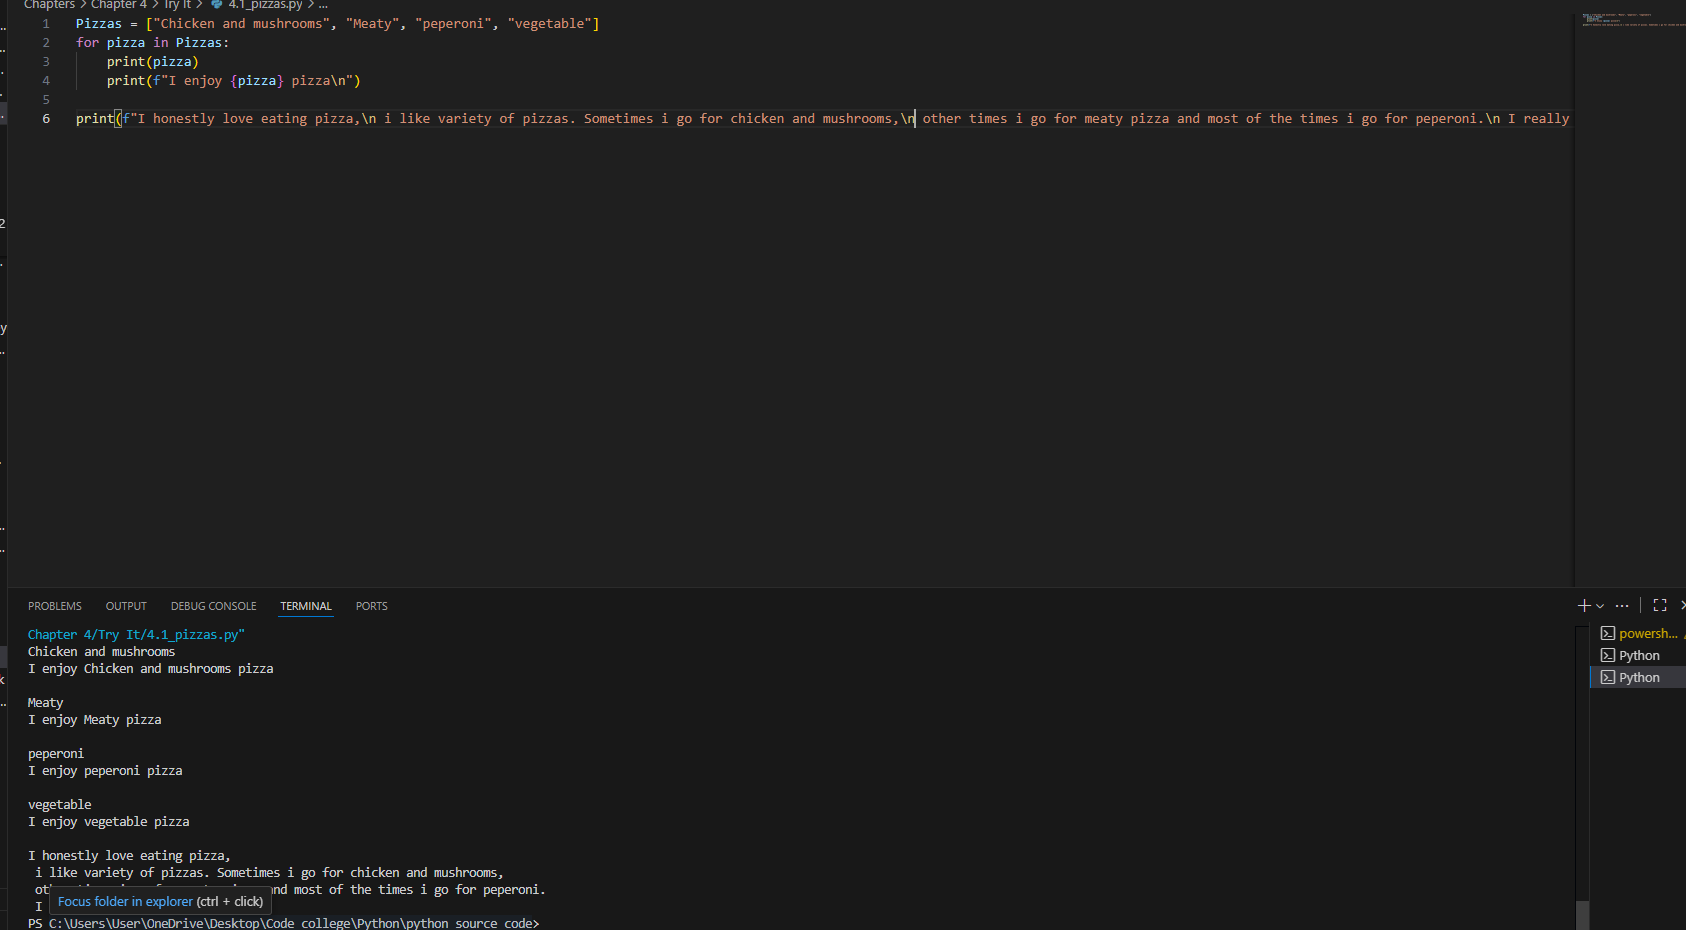 Chapters > Chapter 4 > Try It > 4.1_pizzas.py > ...
1 Pizzas = ["Chicken and mushrooms", "Meaty", "peperoni", "vegetable"]
2 for pizza in Pizzas:
3 print(pizza)
4 print(f"I enjoy {pizza} pizza\n")
5
6 print(f"I honestly love eating pizza,\n i like variety of pizzas. Sometimes i go for chicken and mushrooms,\n other times i go for meaty pizza and most of the times i go for peperoni.\n I really
2
y
k
PROBLEMS OUTPUT DEBUG CONSOLE TERMINAL PORTS
powersh...
Python
Python
Chapter 4/Try It/4.1_pizzas.py"
Chicken and mushrooms
I enjoy Chicken and mushrooms pizza
Meaty
I enjoy Meaty pizza
peperoni
I enjoy peperoni pizza
vegetable
I enjoy vegetable pizza
I honestly love eating pizza,
i like variety of pizzas. Sometimes i go for chicken and mushrooms,
and most of the times i go for peperoni.
I
Focus folder in explorer (ctrl + click)
PS C:\Users\User\OneDrive\Desktop\Code college\Python\python source code>